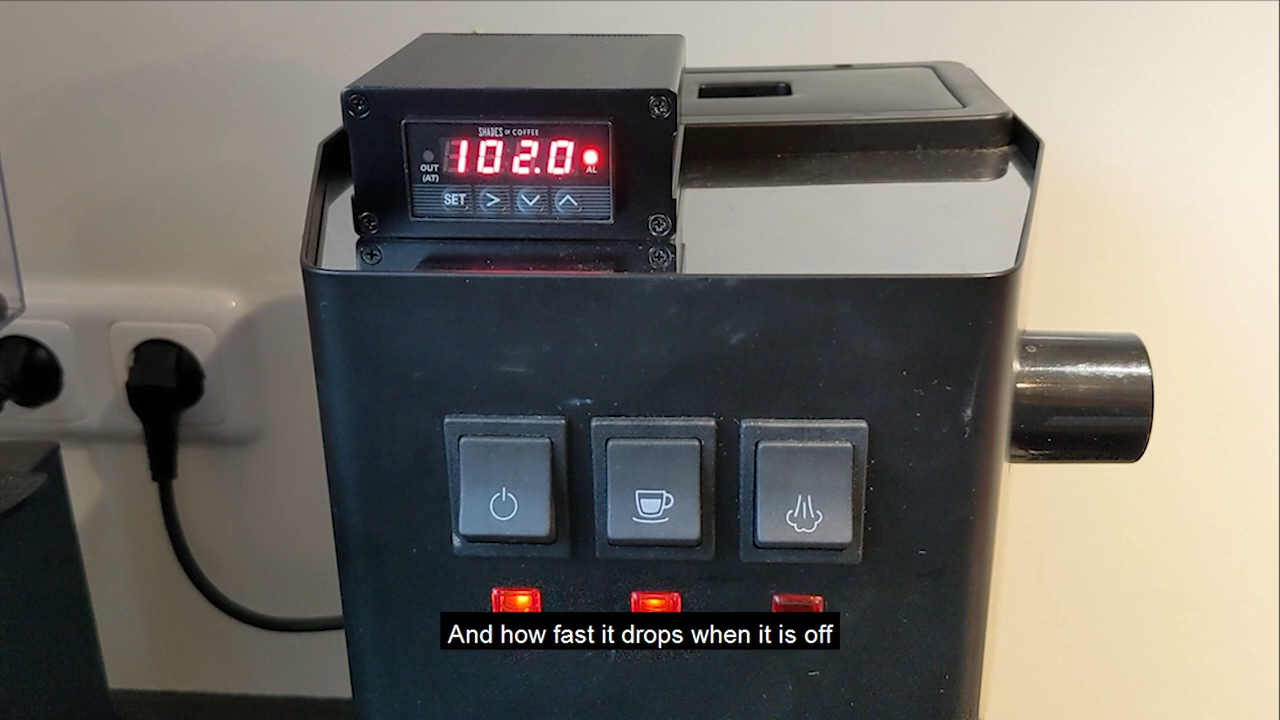 SHADES OF COFFEE
102.0
OUT
(AT)
AL
SET
And how fast it drops when it is off